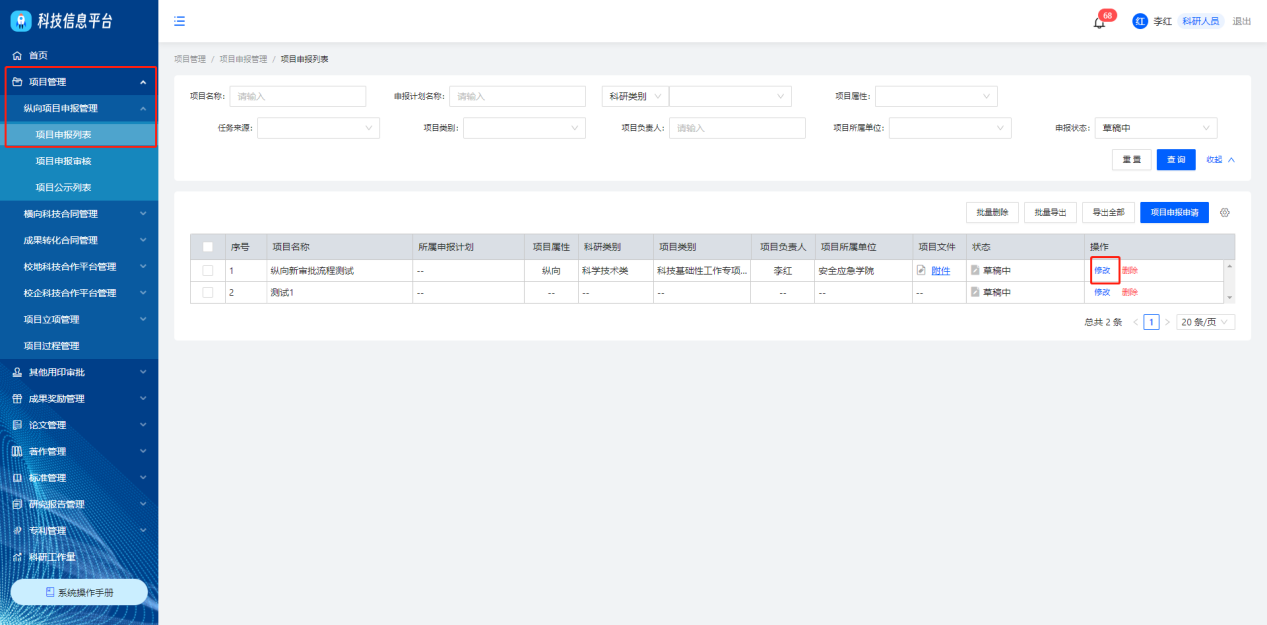 科技信息平台
68
红 李红 科研人员 退出
首页
项目管理
纵向项目申报管理
项目申报列表
项目申报审核
项目公示列表
横向科技合同管理
成果转化合同管理
校地科技合作平台管理
校企科技合作平台管理
项目立项管理
项目过程管理
其他用印审批
成果奖励管理
论文管理
著作管理
标准管理
研究报告管理
专利管理
科研工作量
系统操作手册
项目管理 / 项目申报管理 / 项目申报列表
项目名称: 请输入 申报计划名称: 请输入 科研类别 项目属性:
任务来源: 项目类别: 项目负责人: 请输入 项目所属单位: 申报状态: 草稿中
重置 查询 收起
批量删除 批量导出 导出全部 项目申报申请
序号 项目名称 所属申报计划 项目属性 科研类别 项目类别 项目负责人 项目所属单位 项目文件 状态 操作
1 纵向新审批流程测试 -- 纵向 科学技术类 科技基础性工作专项... 李红 安全应急学院 附件 草稿中 修改 删除
2 测试1 -- -- -- -- -- -- -- 草稿中 修改 删除
总共 2 条 < 1 > 20 条/页